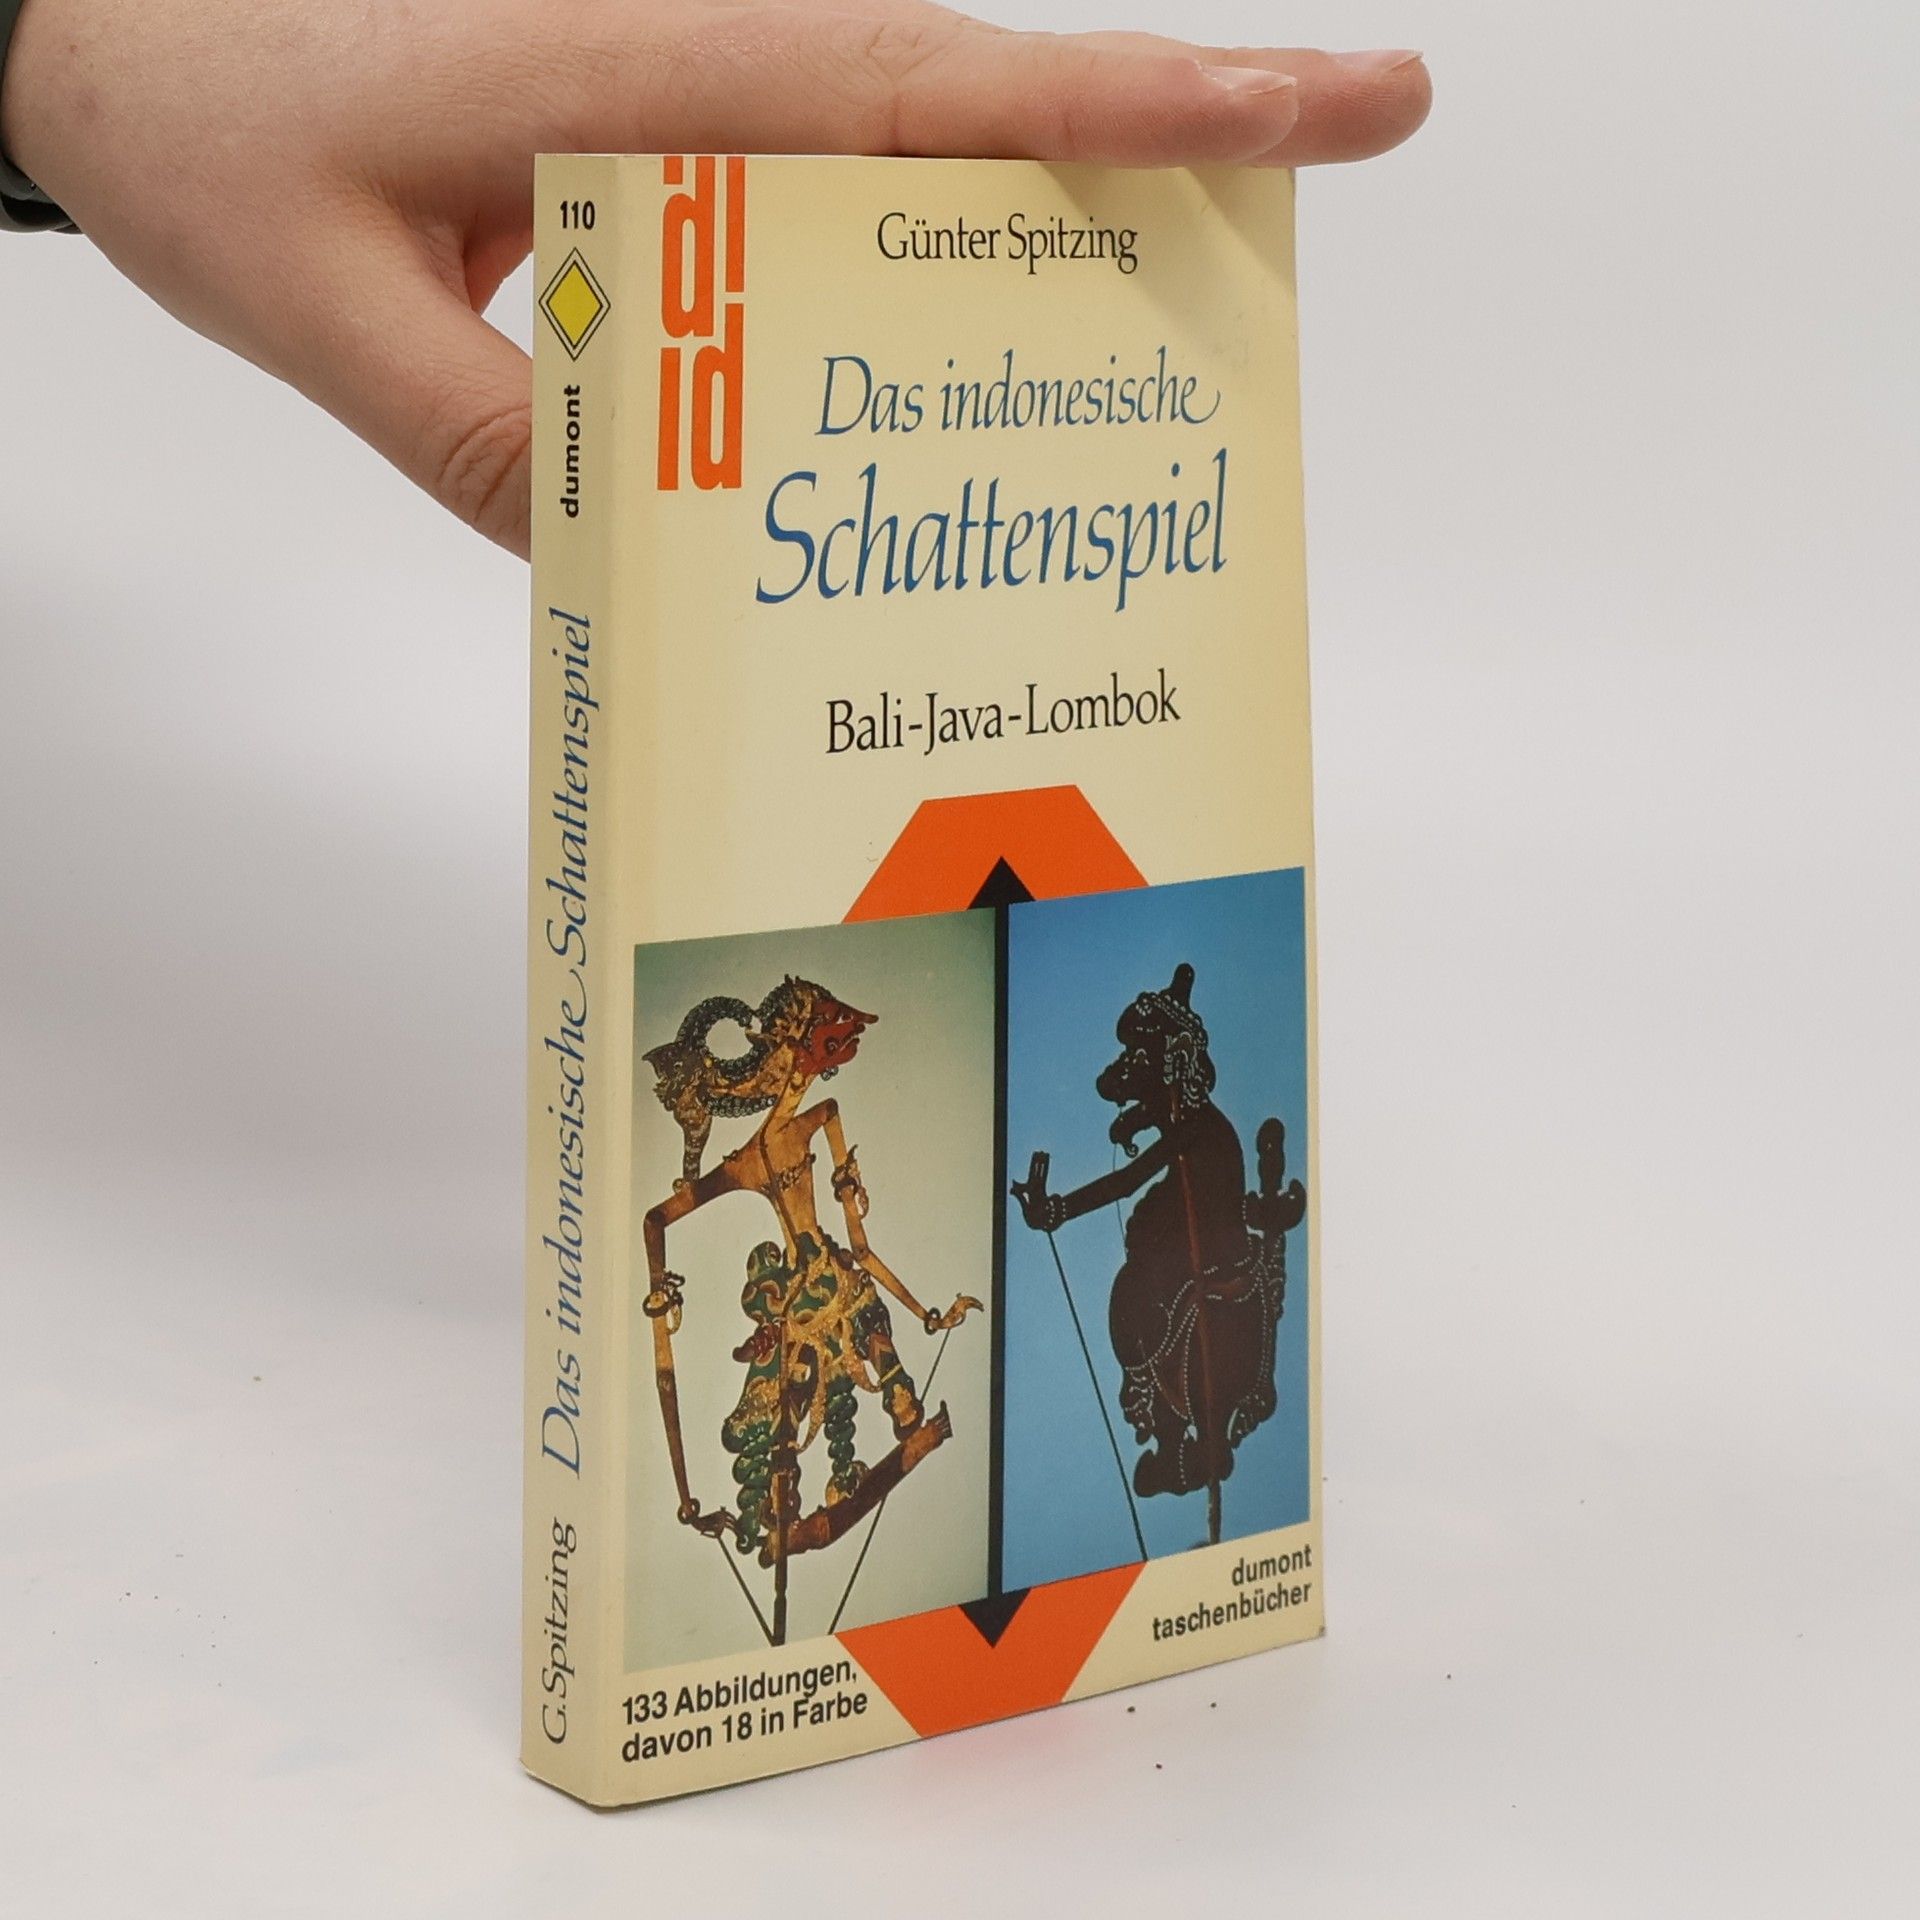 110
dumont
Das indonesische Schattenspiel
G. Spitzing
Günter Spitzing
Das indonesische
Schattenspiel
Bali-Java-Lombok
133 Abbildungen,
davon 18 in Farbe
dumont
taschenbücher